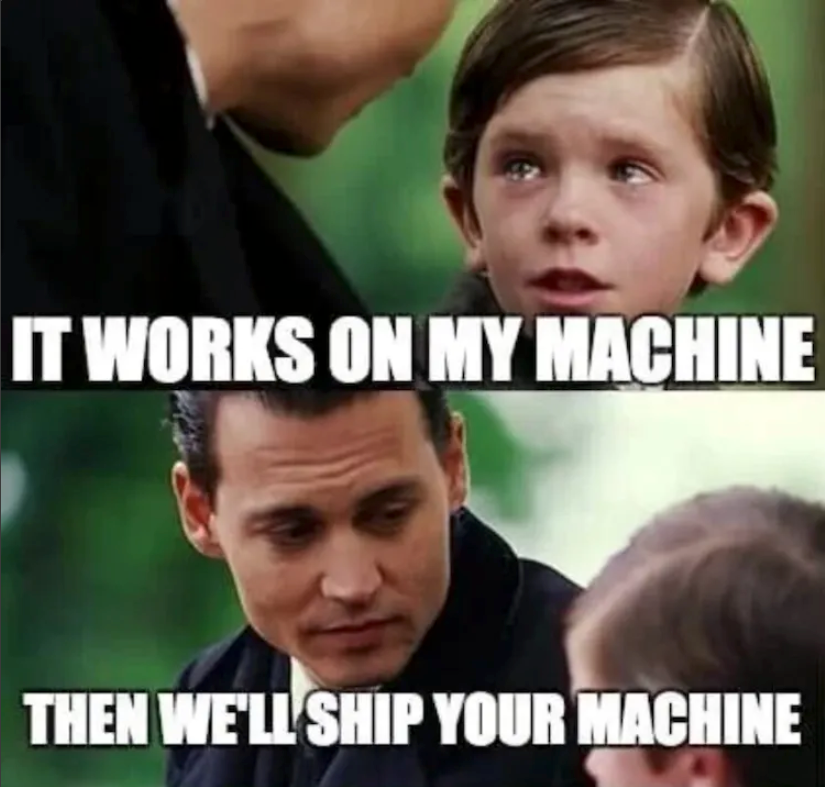 IT WORKS ON MY MACHINE
THEN WE'LL SHIP YOUR MACHINE